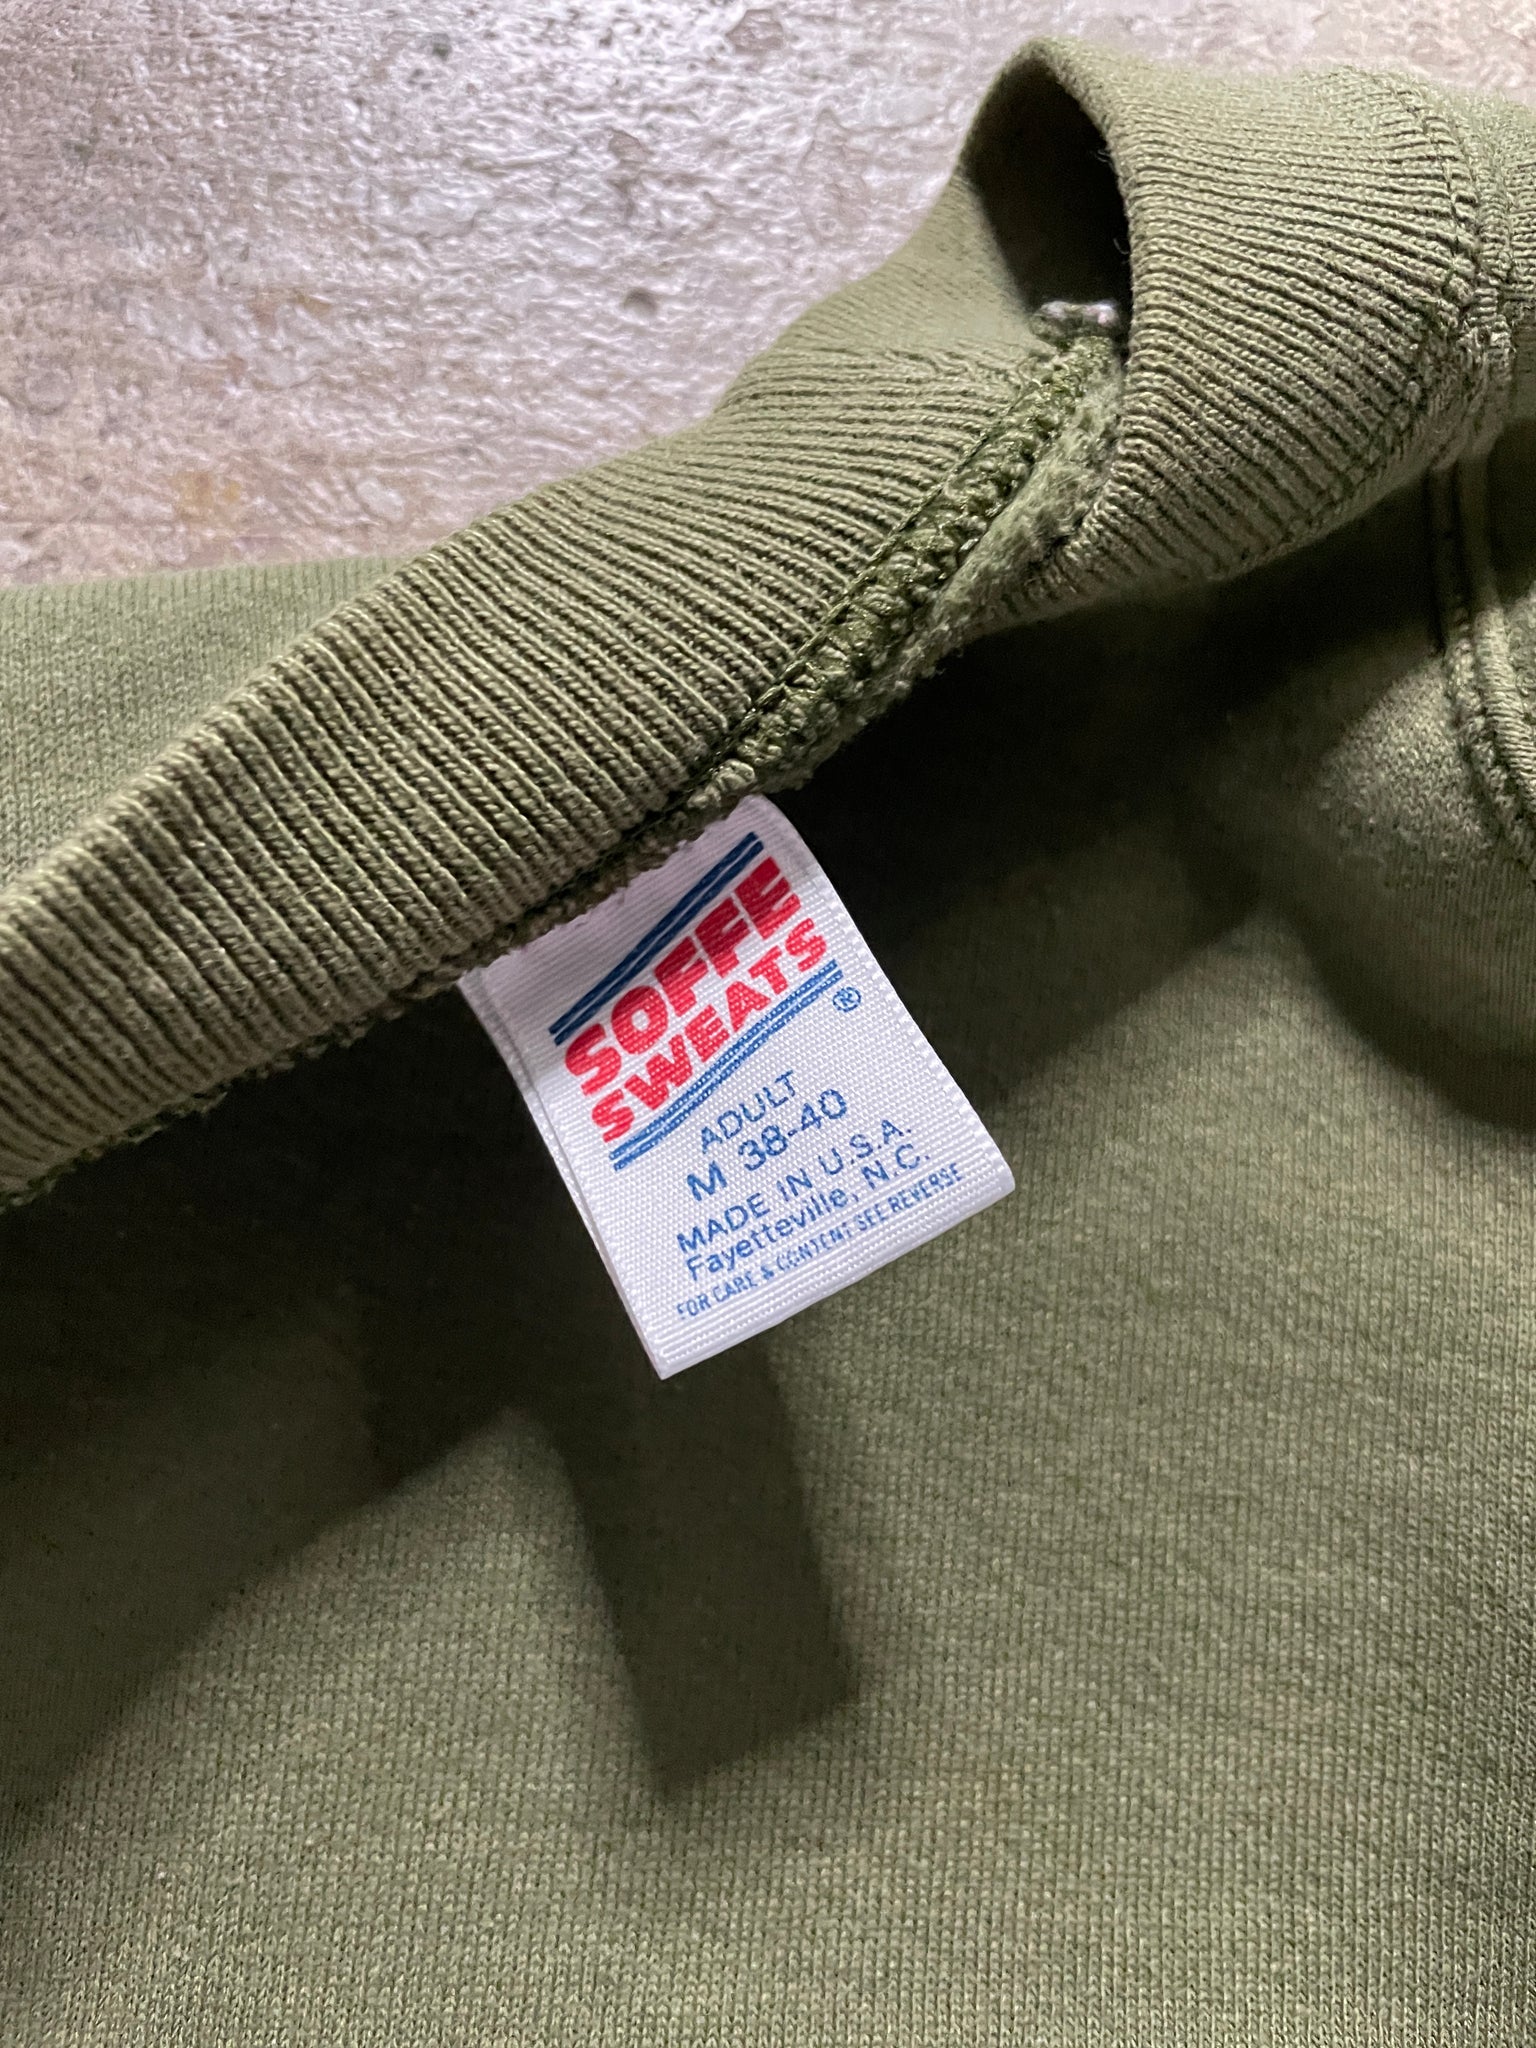 SOFFE
SWEATS
®
ADULT
M 38-40
MADE IN U.S.A.
Fayetteville, N.C.
FOR CARE & CONTENT SEE REVERSE